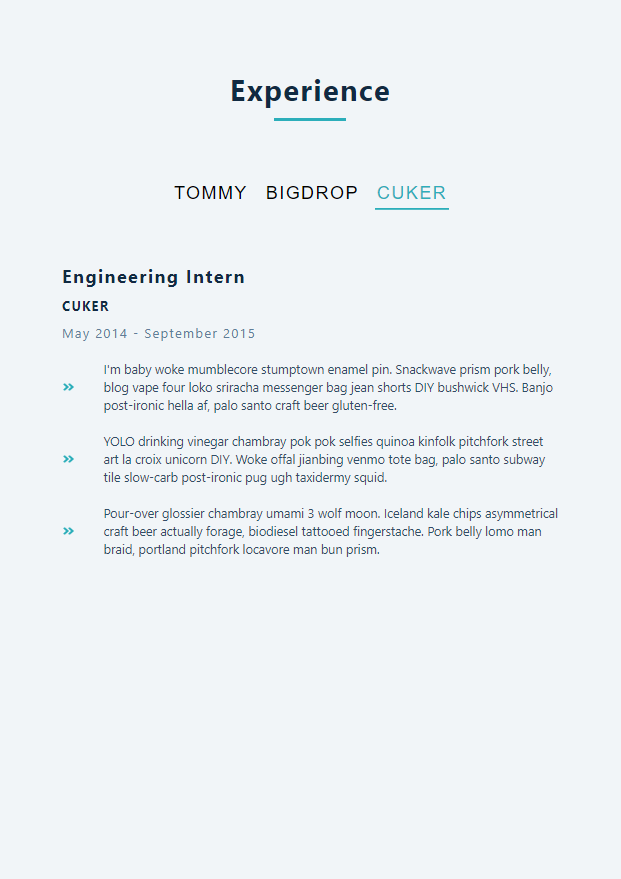 Experience
TOMMY BIGDROP CUKER
Engineering Intern
CUKER
May 2014 - September 2015
I'm baby woke mumblecore stumptown enamel pin. Snackwave prism pork belly,
blog vape four loko sriracha messenger bag jean shorts DIY bushwick VHS. Banjo
post-ironic hella af, palo santo craft beer gluten-free.
YOLO drinking vinegar chambray pok pok selfies quinoa kinfolk pitchfork street
art la croix unicorn DIY. Woke offal jianbing venmo tote bag, palo santo subway
tile slow-carb post-ironic pug ugh taxidermy squid.
Pour-over glossier chambray umami 3 wolf moon. Iceland kale chips asymmetrical
craft beer actually forage, biodiesel tattooed fingerstache. Pork belly lomo man
braid, portland pitchfork locavore man bun prism.